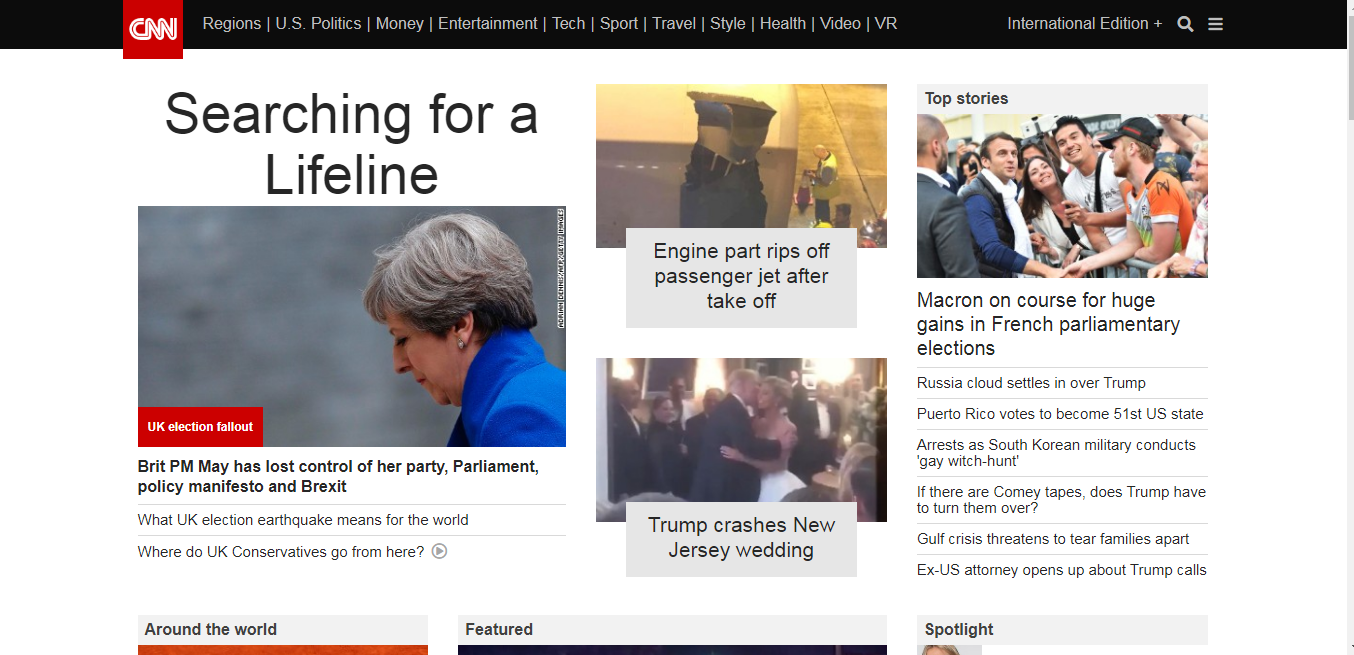 CNN
Regions | U.S. Politics | Money | Entertainment | Tech | Sport | Travel | Style | Health | Video | VR
International Edition +
Searching for a
Lifeline
ADRIAN DENNIS/AFP/GETTY IMAGES
UK election fallout
Brit PM May has lost control of her party, Parliament,
policy manifesto and Brexit
What UK election earthquake means for the world
Where do UK Conservatives go from here?
Engine part rips off
passenger jet after
take off
Trump crashes New
Jersey wedding
Top stories
Macron on course for huge
gains in French parliamentary
elections
Russia cloud settles in over Trump
Puerto Rico votes to become 51st US state
Arrests as South Korean military conducts
'gay witch-hunt'
If there are Comey tapes, does Trump have
to turn them over?
Gulf crisis threatens to tear families apart
Ex-US attorney opens up about Trump calls
Around the world
Featured
Spotlight